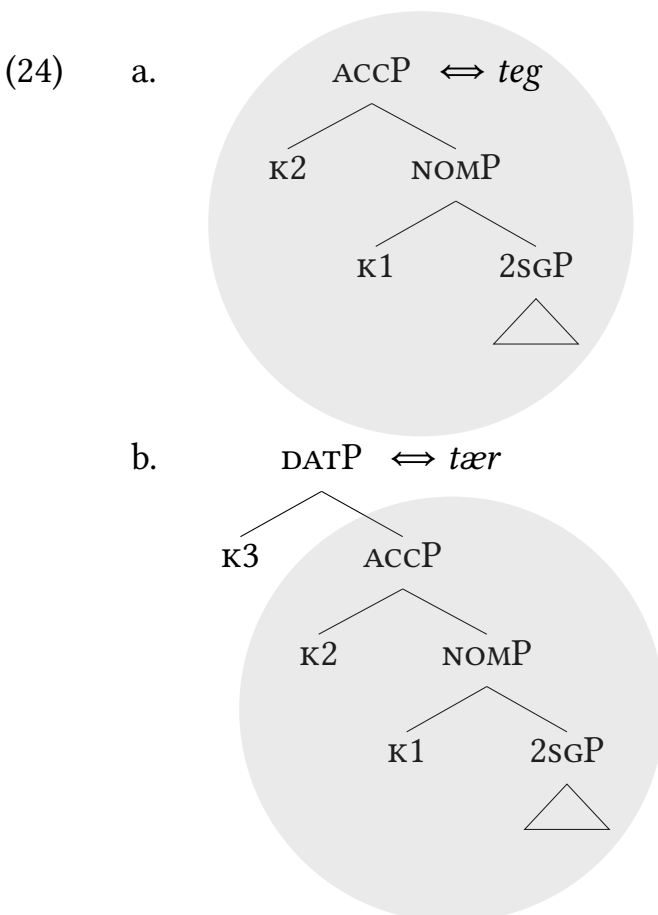 (24) a. ACCP ⟺ teg
K2 NOMP
K1 2SGP
b. DATP ⟺ tær
K3 ACCP
K2 NOMP
K1 2SGP